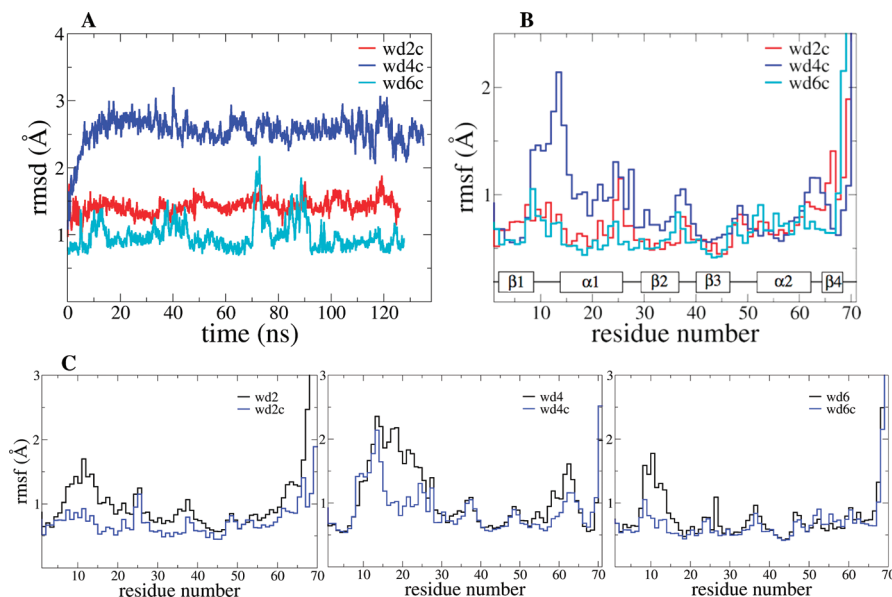 A
4
3
2
1
0
rmsd (Å)
0 20 40 60 80 100 120
time (ns)
wd2c
wd4c
wd6c
B
2
1
rmsf (Å)
wd2c
wd4c
wd6c
β1 α1 β2 β3 α2 β4
10 20 30 40 50 60 70
residue number
C
3
2
1
rmsf (Å)
wd2
wd2c
10 20 30 40 50 60 70
residue number
3
2
1
wd4
wd4c
10 20 30 40 50 60 70
residue number
3
2
1
wd6
wd6c
10 20 30 40 50 60 70
residue number